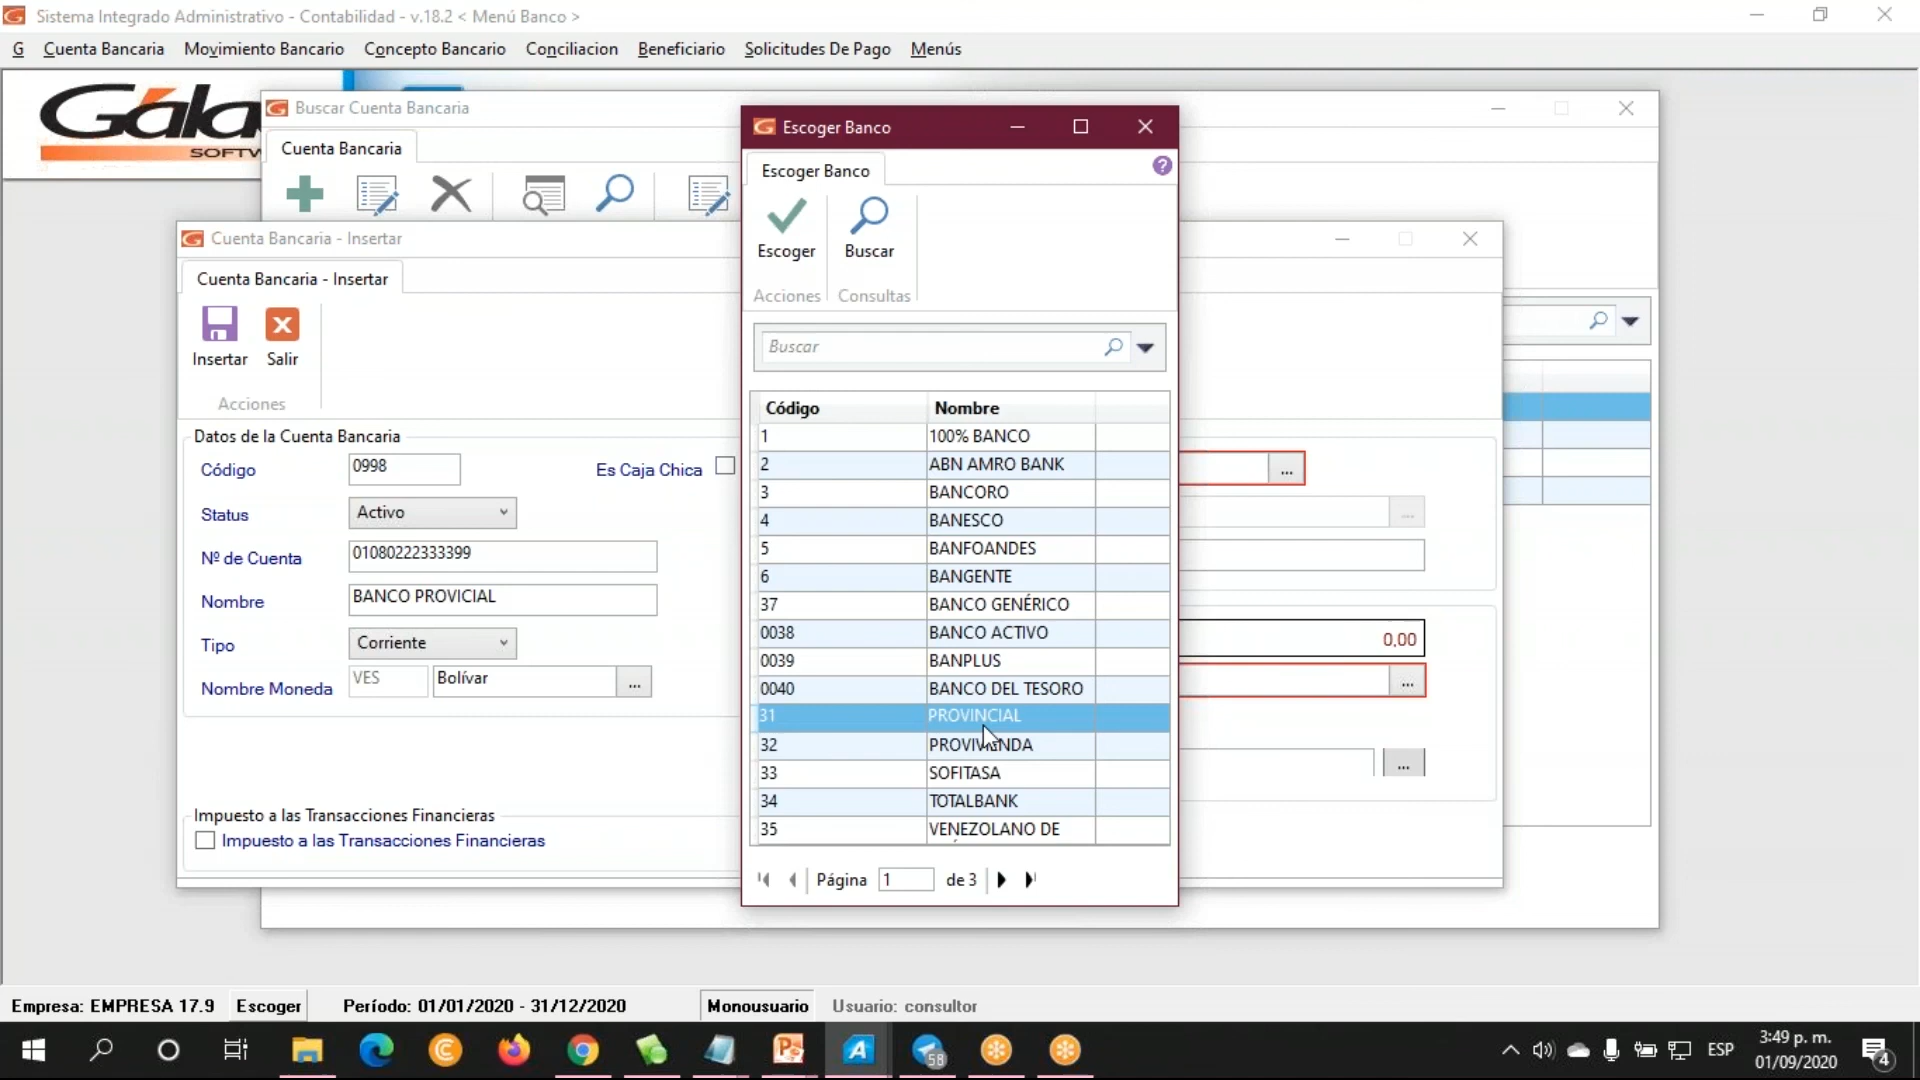 Sistema Integrado Administrativo - Contabilidad - v.18.2 < Menú Banco >
G Cuenta Bancaria Movimiento Bancario Concepto Bancario Conciliacion Beneficiario Solicitudes De Pago Menús
Gála
SOFTW
Buscar Cuenta Bancaria
Cuenta Bancaria
Cuenta Bancaria - Insertar
Cuenta Bancaria - Insertar
Insertar Salir
Acciones
Datos de la Cuenta Bancaria
Código 0998 Es Caja Chica
Status Activo
Nº de Cuenta 01080222333399
Nombre BANCO PROVICIAL
Tipo Corriente
Nombre Moneda VES Bolívar ...
Impuesto a las Transacciones Financieras
Impuesto a las Transacciones Financieras
Escoger Banco
Escoger Banco
?
Escoger Buscar
Acciones Consultas
Buscar
Código Nombre
1 100% BANCO
2 ABN AMRO BANK
3 BANCORO
4 BANESCO
5 BANFOANDES
6 BANGENTE
37 BANCO GENÉRICO
0038 BANCO ACTIVO
0039 BANPLUS
0040 BANCO DEL TESORO
31 PROVINCIAL
32 PROVIVIENDA
33 SOFITASA
34 TOTALBANK
35 VENEZOLANO DE
Página 1 de 3
...
...
0,00
...
...
Empresa: EMPRESA 17.9 Escoger Período: 01/01/2020 - 31/12/2020 Monousuario Usuario: consultor
58
ESP
3:49 p. m.
01/09/2020
4